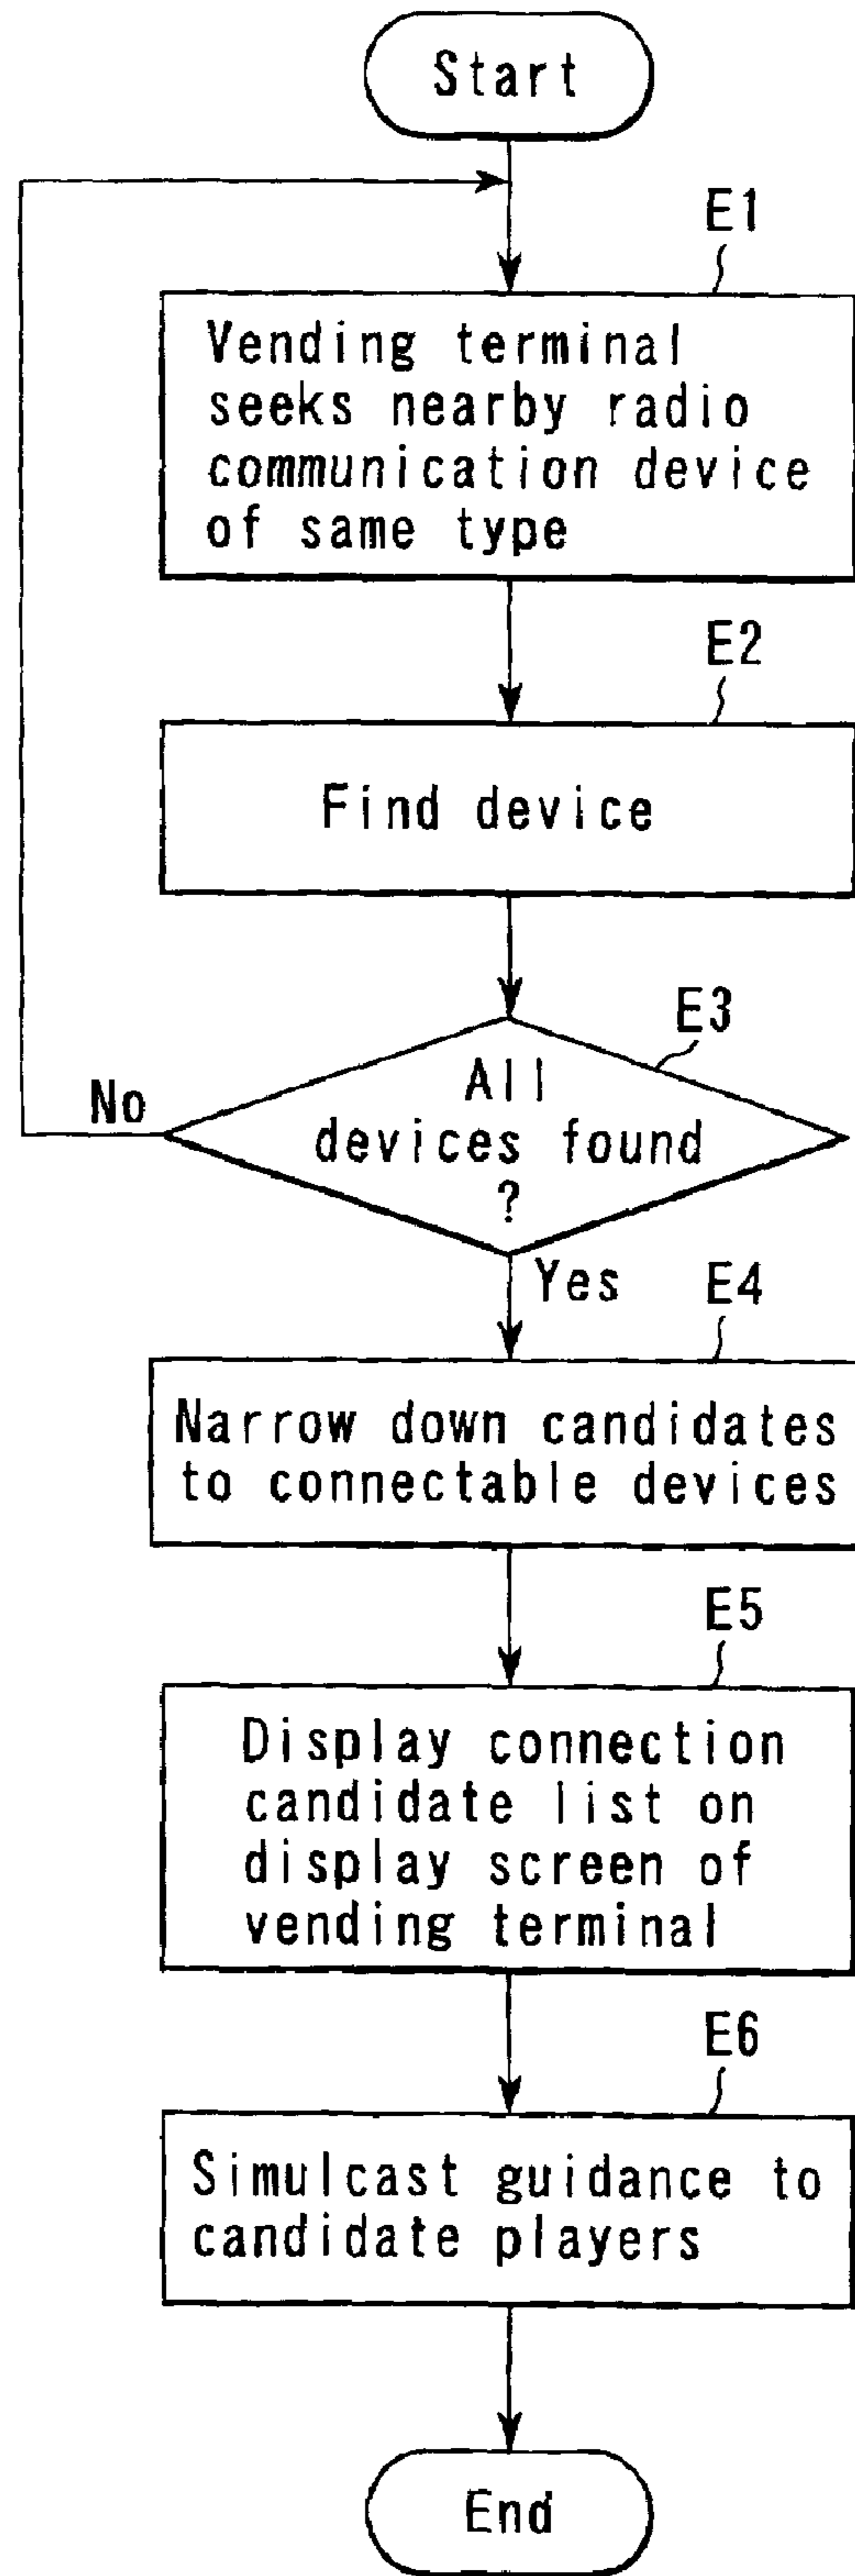 Start
E1
Vending terminal
seeks nearby radio
communication device
of same type
E2
Find device
E3
All
devices found
?
No
Yes
E4
Narrow down candidates
to connectable devices
E5
Display connection
candidate list on
display screen of
vending terminal
E6
Simulcast guidance to
candidate players
End